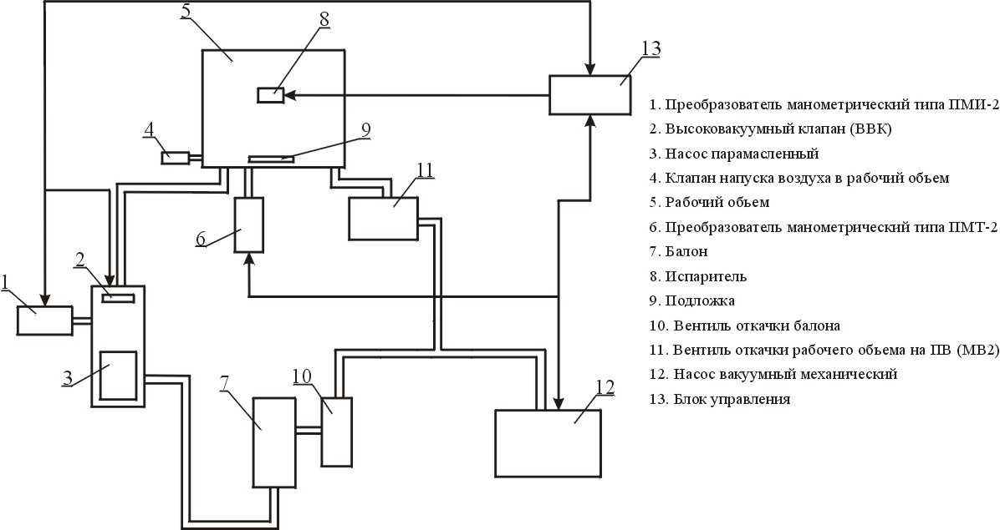 5
8
13
4
9
11
6
2
1
3
7
10
12
1. Преобразователь манометрический типа ПМИ-2
2. Высоковакуумный клапан (ВВК)
3. Насос парамасленный
4. Клапан напуска воздуха в рабочий обьем
5. Рабочий обьем
6. Преобразователь манометрический типа ПМТ-2
7. Балон
8. Испаритель
9. Подложка
10. Вентиль откачки балона
11. Вентиль откачки рабочего обьема на ПВ (МВ2)
12. Насос вакуумный механический
13. Блок управления